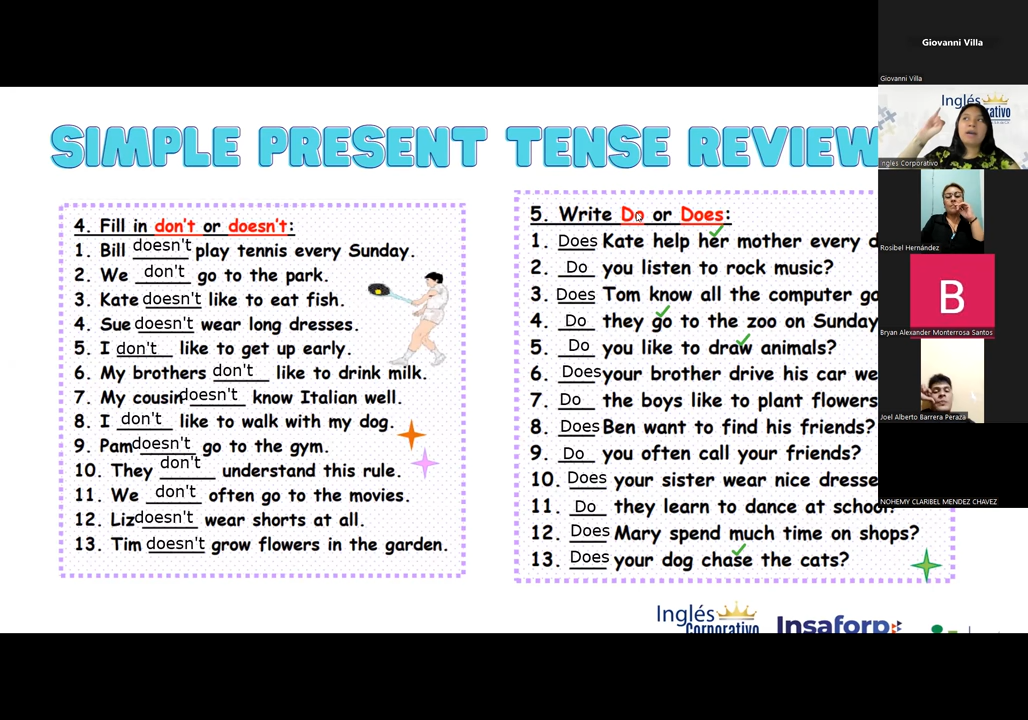 SIMPLE PRESENT TENSE REVIEW
4. Fill in don't or doesn't:
1. Bill doesn't play tennis every Sunday.
2. We don't go to the park.
3. Kate doesn't like to eat fish.
4. Sue doesn't wear long dresses.
5. I don't like to get up early.
6. My brothers don't like to drink milk.
7. My cousin doesn't know Italian well.
8. I don't like to walk with my dog.
9. Pam doesn't go to the gym.
10. They don't understand this rule.
11. We don't often go to the movies.
12. Liz doesn't wear shorts at all.
13. Tim doesn't grow flowers in the garden.
5. Write Do or Does:
1. Does Kate help her mother every d
2. Do you listen to rock music?
3. Does Tom know all the computer ga
4. Do they go to the zoo on Sunday
5. Do you like to draw animals?
6. Does your brother drive his car we
7. Do the boys like to plant flowers
8. Does Ben want to find his friends?
9. Do you often call your friends?
10. Does your sister wear nice dresse
11. Do they learn to dance at school?
12. Does Mary spend much time on shops?
13. Does your dog chase the cats?
Inglés
Corporativo
Insaforp
Giovanni Villa
Giovanni Villa
Inglés
rativo
Ingles Corporativo
Rosibel Hernández
B
Bryan Alexander Monterrosa Santos
Joel Alberto Barrera Peraza
NOHEMY CLARIBEL MENDEZ CHAVEZ